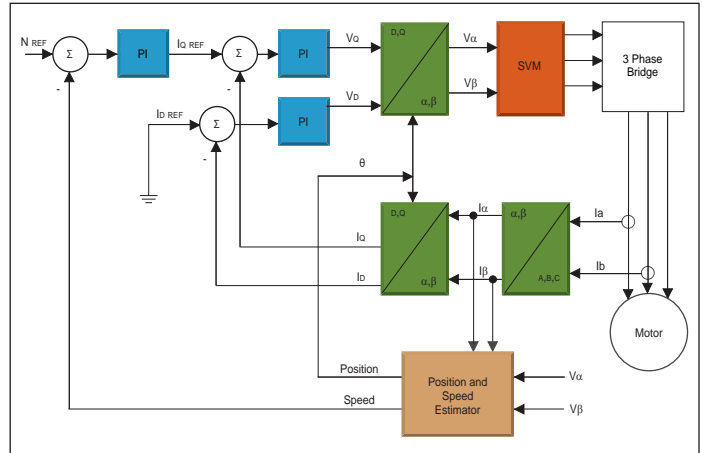 N REF
Σ
PI
IQ REF
Σ
PI
VQ
D,Q
α,β
Vα
Vβ
SVM
3 Phase
Bridge
ID REF
Σ
PI
VD
-
-
-
θ
D,Q
α,β
IQ
ID
Iα
Iβ
α,β
A,B,C
Ia
Ib
Motor
Position
Speed
Position and
Speed
Estimator
Vα
Vβ